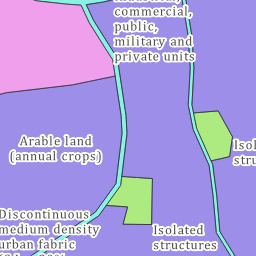 commercial,
public,
military and
private units
Arable land
(annual crops)
Discontinuous
medium density
urban fabric
Isolated
structures